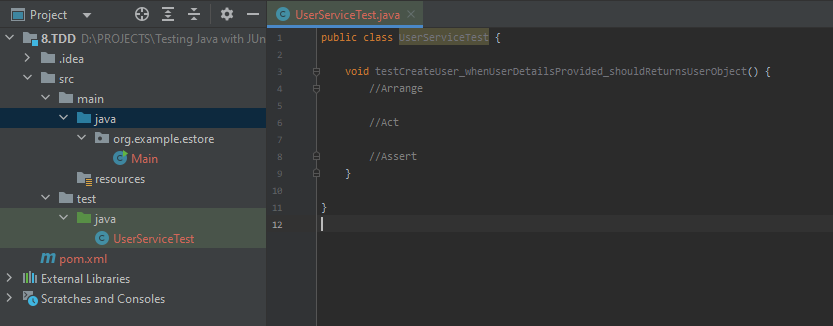 Project
8.TDD D:\PROJECTS\Testing Java with JUn
.idea
src
main
java
org.example.estore
Main
resources
test
java
UserServiceTest
pom.xml
External Libraries
Scratches and Consoles
UserServiceTest.java
1 public class UserServiceTest {
2
3 void testCreateUser_whenUserDetailsProvided_shouldReturnsUserObject() {
4 //Arrange
5
6 //Act
7
8 //Assert
9 }
10
11 }
12